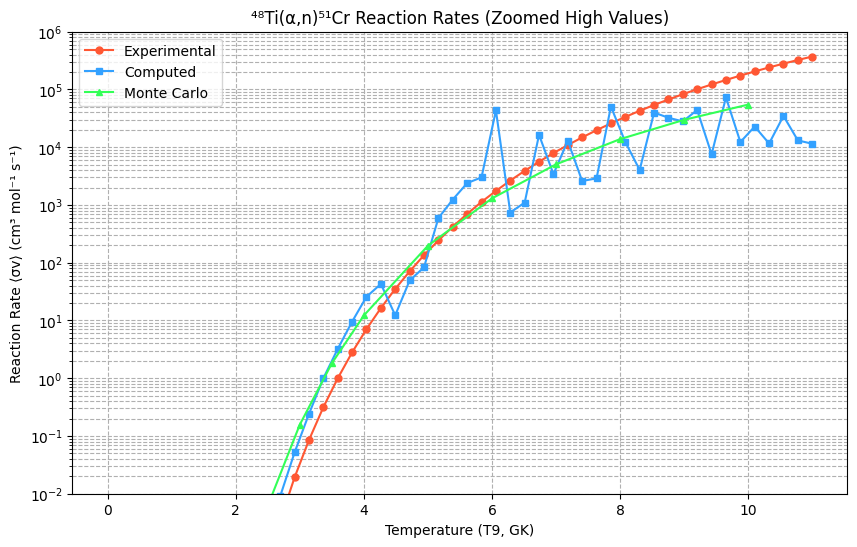 ⁴⁸Ti(α,n)⁵¹Cr Reaction Rates (Zoomed High Values)
Experimental
Computed
Monte Carlo
Reaction Rate ⟨σv⟩ (cm³ mol⁻¹ s⁻¹)
10⁶
10⁵
10⁴
10³
10²
10¹
10⁰
10⁻¹
10⁻²
0 2 4 6 8 10
Temperature (T9, GK)